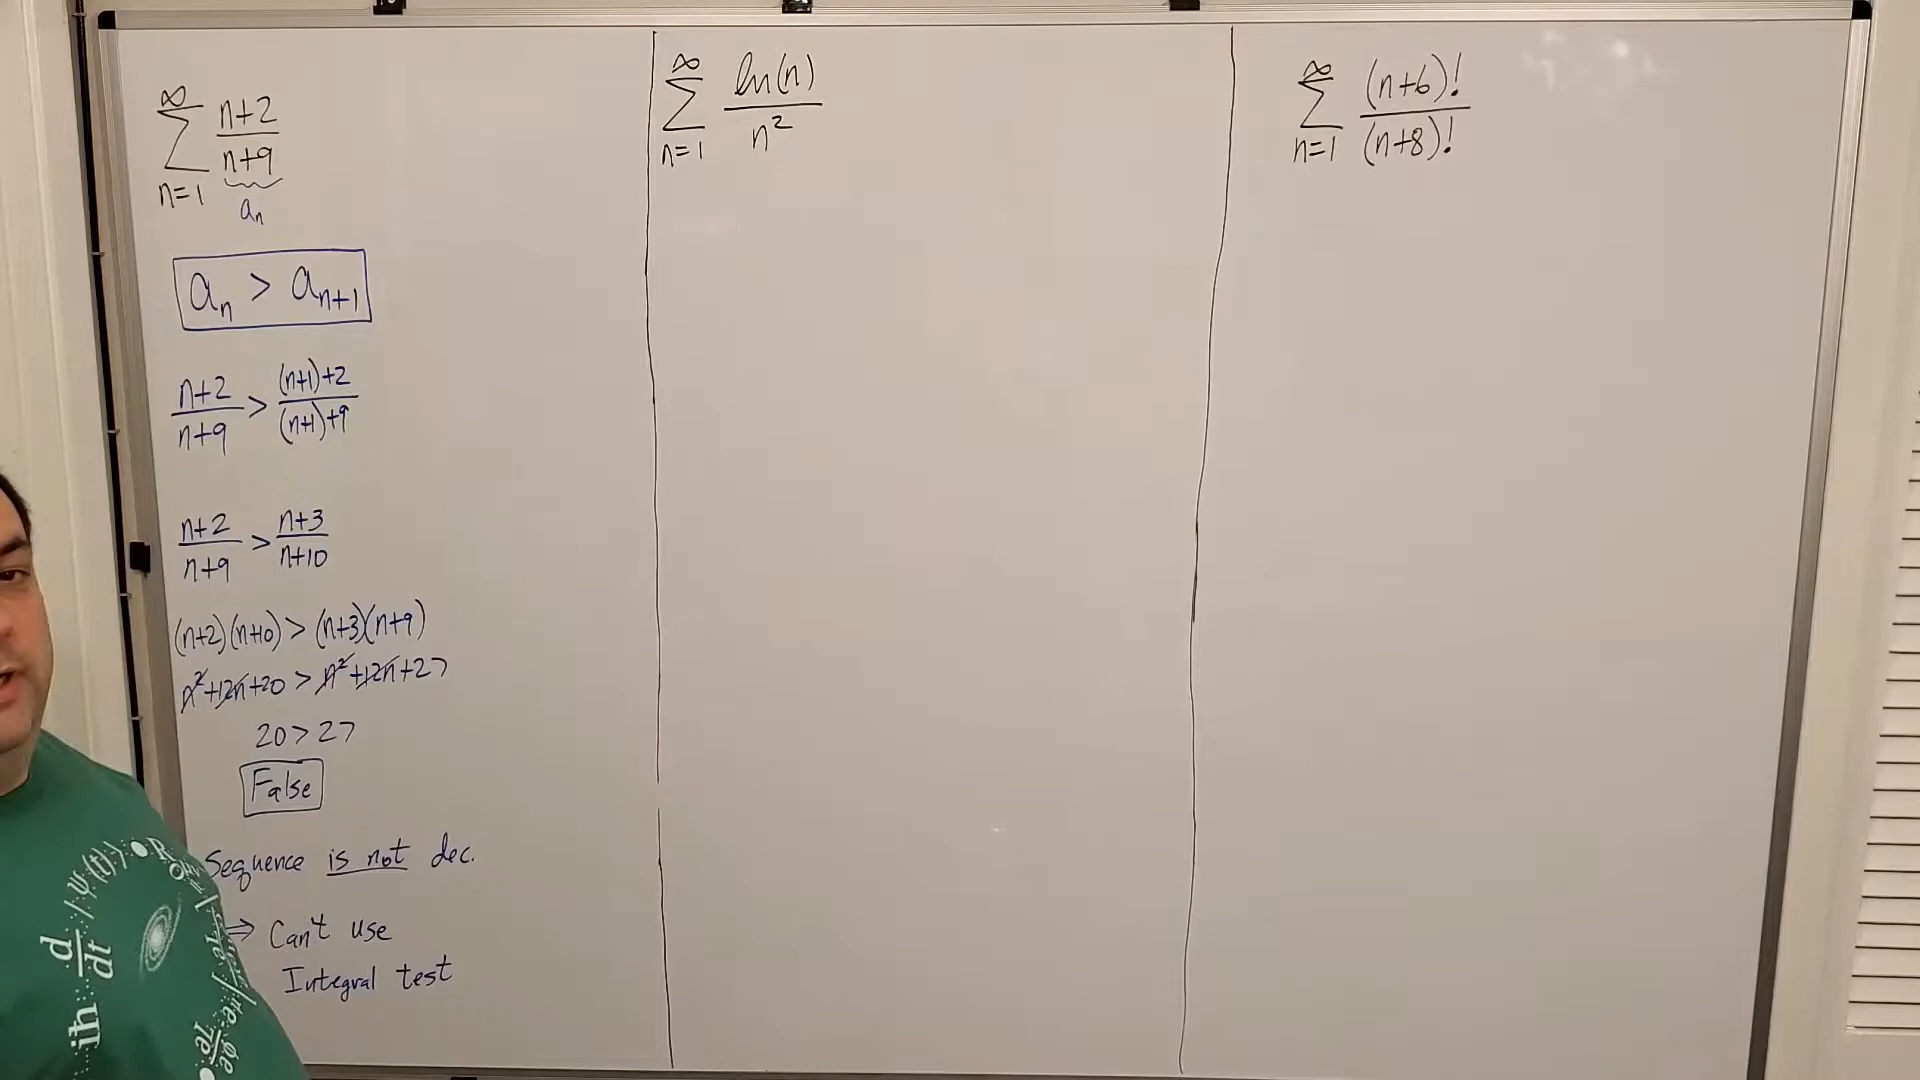 ∞
∑ n+2
n=1 n+9
a_n
a_n > a_{n+1}
n+2 / n+9 > (n+1)+2 / (n+1)+9
n+2 / n+9 > n+3 / n+10
(n+2)(n+10) > (n+3)(n+9)
n²+12n+20 > n²+12n+27
20 > 27
False
Sequence is not dec.
⇒ Can't use
Integral test
∞
∑ ln(n)
n=1 n²
∞
∑ (n+6)!
n=1 (n+8)!
iħ d/dt |ψ(t)⟩